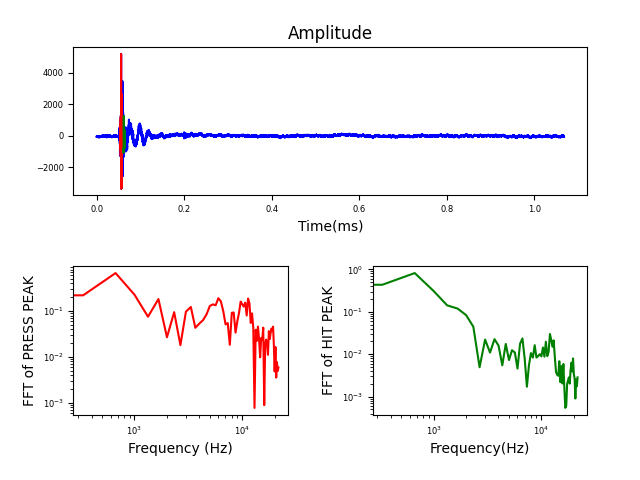 Amplitude
4000
2000
0
−2000
0.0 0.2 0.4 0.6 0.8 1.0
Time(ms)
FFT of PRESS PEAK
10⁻¹
10⁻²
10⁻³
10³ 10⁴
Frequency (Hz)
FFT of HIT PEAK
10⁰
10⁻¹
10⁻²
10⁻³
10³ 10⁴
Frequency(Hz)